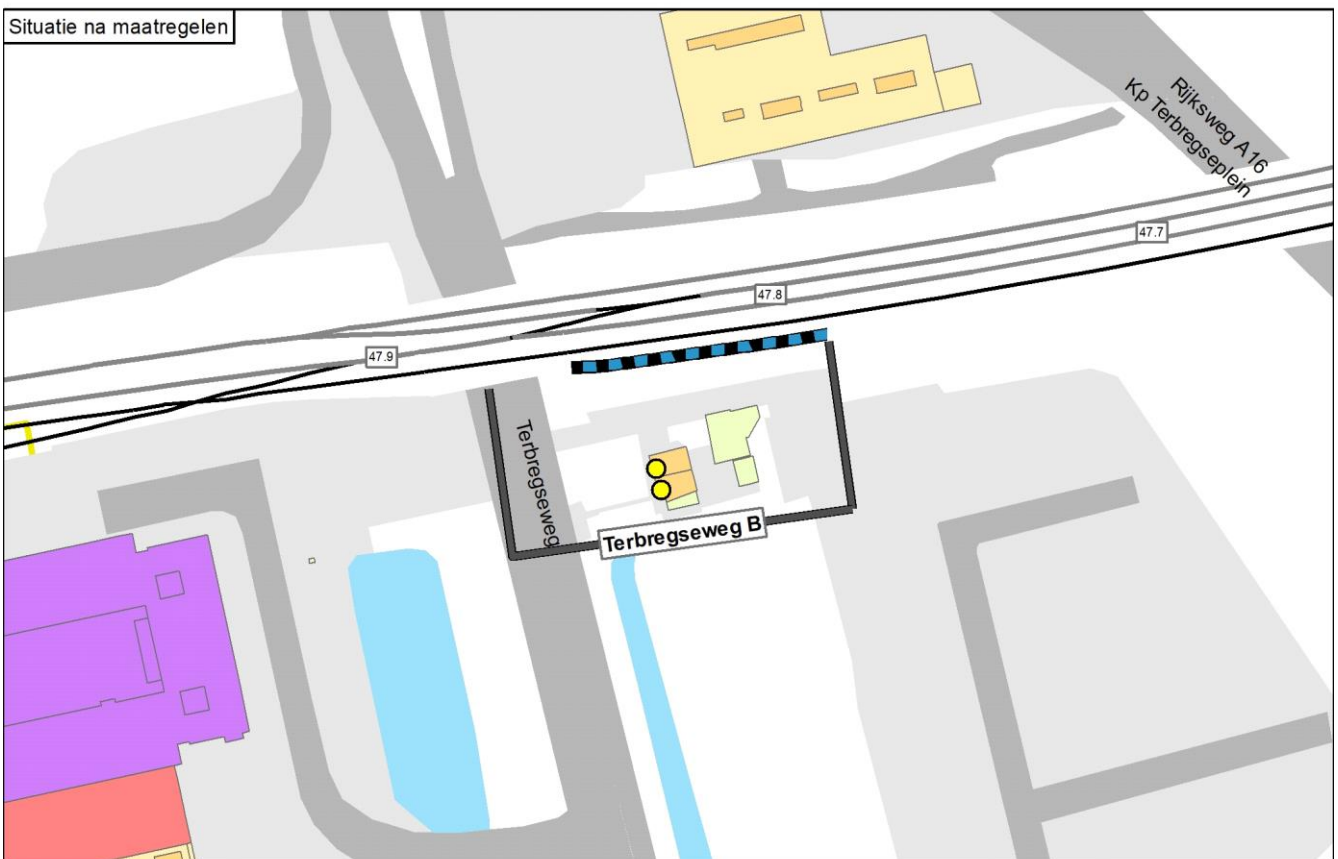 Situatie na maatregelen
Rijksweg A16
Kp Terbregseplein
47.7
47.8
47.9
Terbregseweg
Terbregseweg B